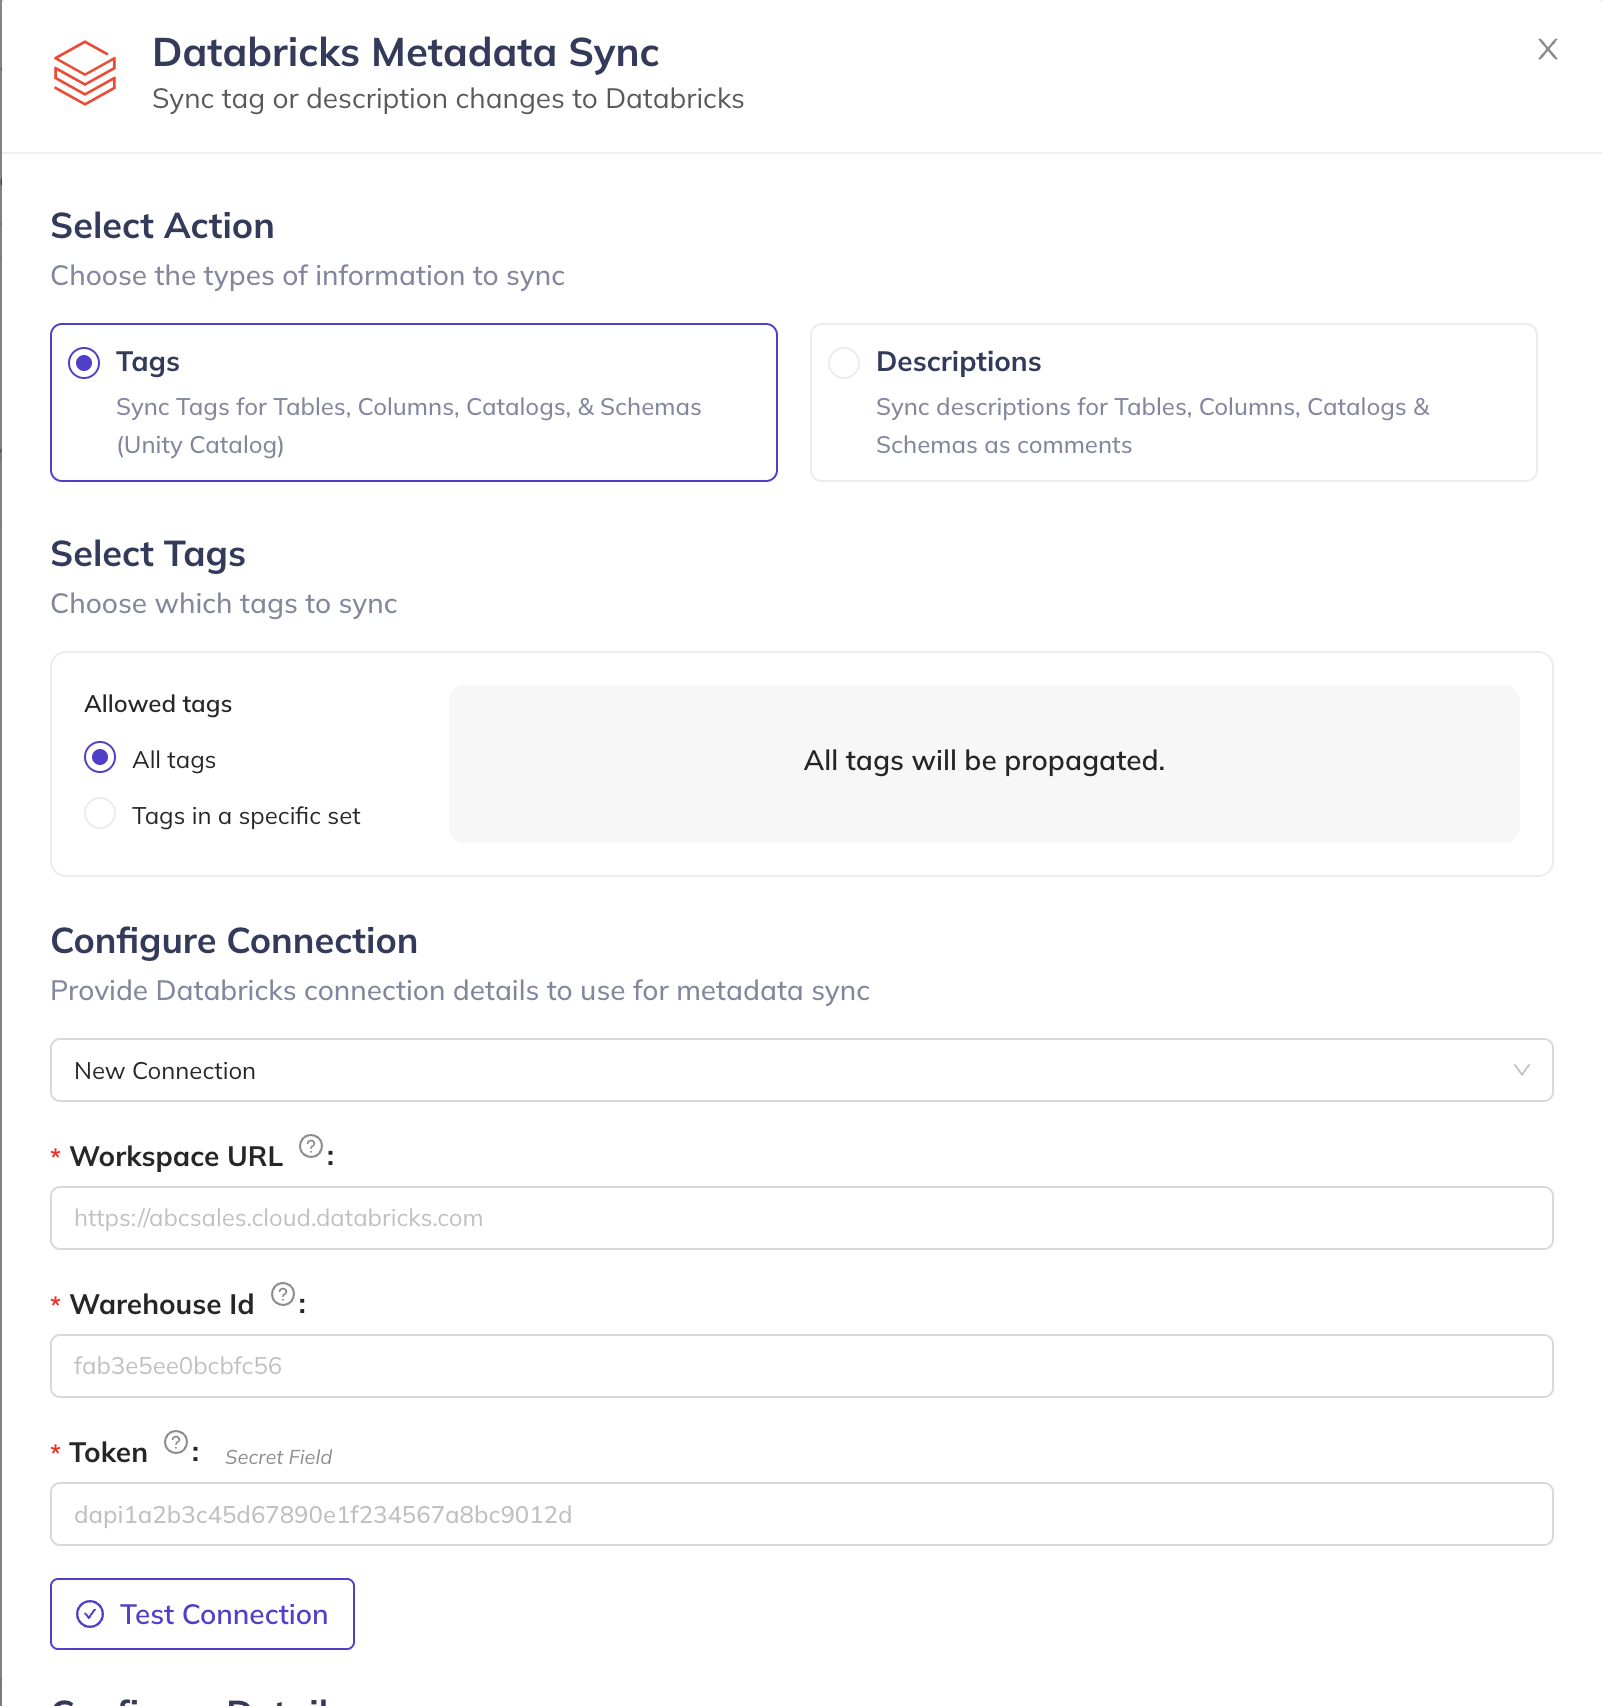 Databricks Metadata Sync
Sync tag or description changes to Databricks
Select Action
Choose the types of information to sync
Tags
Sync Tags for Tables, Columns, Catalogs, & Schemas
(Unity Catalog)
Descriptions
Sync descriptions for Tables, Columns, Catalogs &
Schemas as comments
Select Tags
Choose which tags to sync
Allowed tags
All tags
Tags in a specific set
All tags will be propagated.
Configure Connection
Provide Databricks connection details to use for metadata sync
New Connection
* Workspace URL ? :
https://abcsales.cloud.databricks.com
* Warehouse Id ? :
fab3e5ee0bcbfc56
* Token ? : Secret Field
dapi1a2b3c45d67890e1f234567a8bc9012d
Test Connection